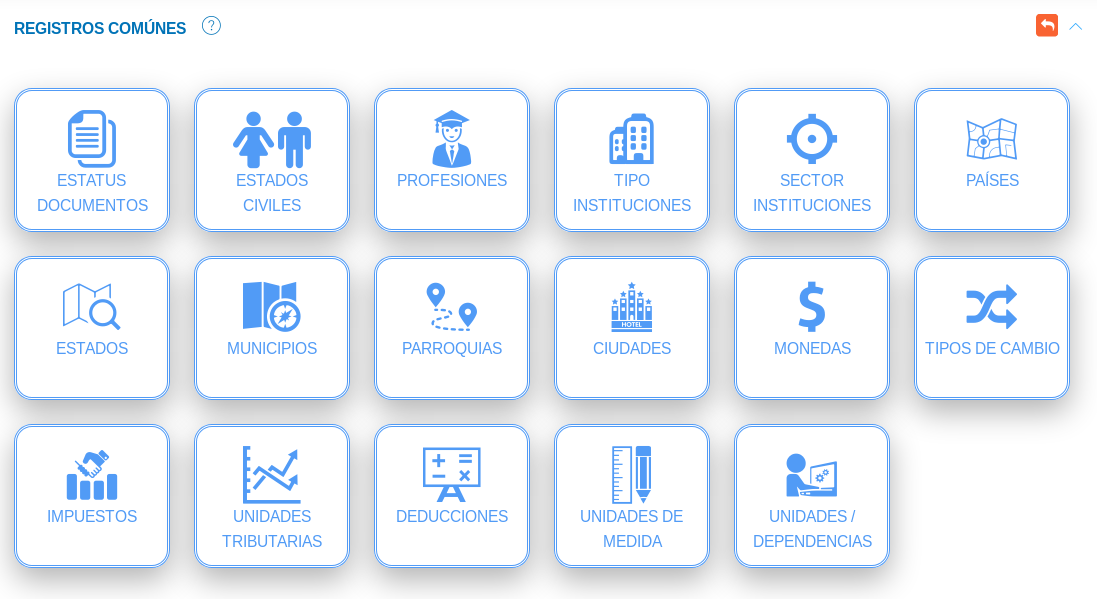 REGISTROS COMÚNES ?
ESTATUS
DOCUMENTOS
ESTADOS
CIVILES
PROFESIONES
TIPO
INSTITUCIONES
SECTOR
INSTITUCIONES
PAÍSES
ESTADOS
MUNICIPIOS
PARROQUIAS
HOTEL
CIUDADES
$
MONEDAS
TIPOS DE CAMBIO
IMPUESTOS
UNIDADES
TRIBUTARIAS
DEDUCCIONES
UNIDADES DE
MEDIDA
UNIDADES /
DEPENDENCIAS